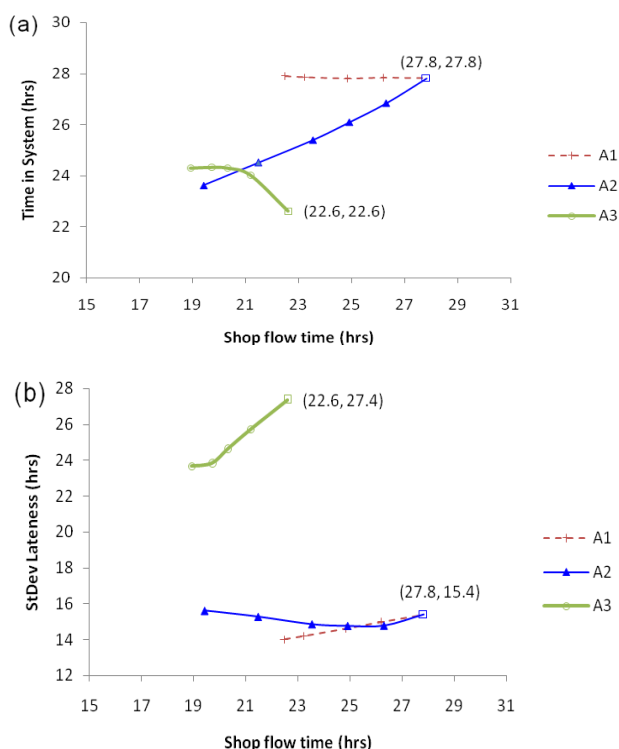 (a)
30
28
26
24
22
20
Time in System (hrs)
(27.8, 27.8)
(22.6, 22.6)
15 17 19 21 23 25 27 29 31
Shop flow time (hrs)
A1
A2
A3
(b)
28
26
24
22
20
18
16
14
12
StDev Lateness (hrs)
(22.6, 27.4)
(27.8, 15.4)
15 17 19 21 23 25 27 29 31
Shop flow time (hrs)
A1
A2
A3